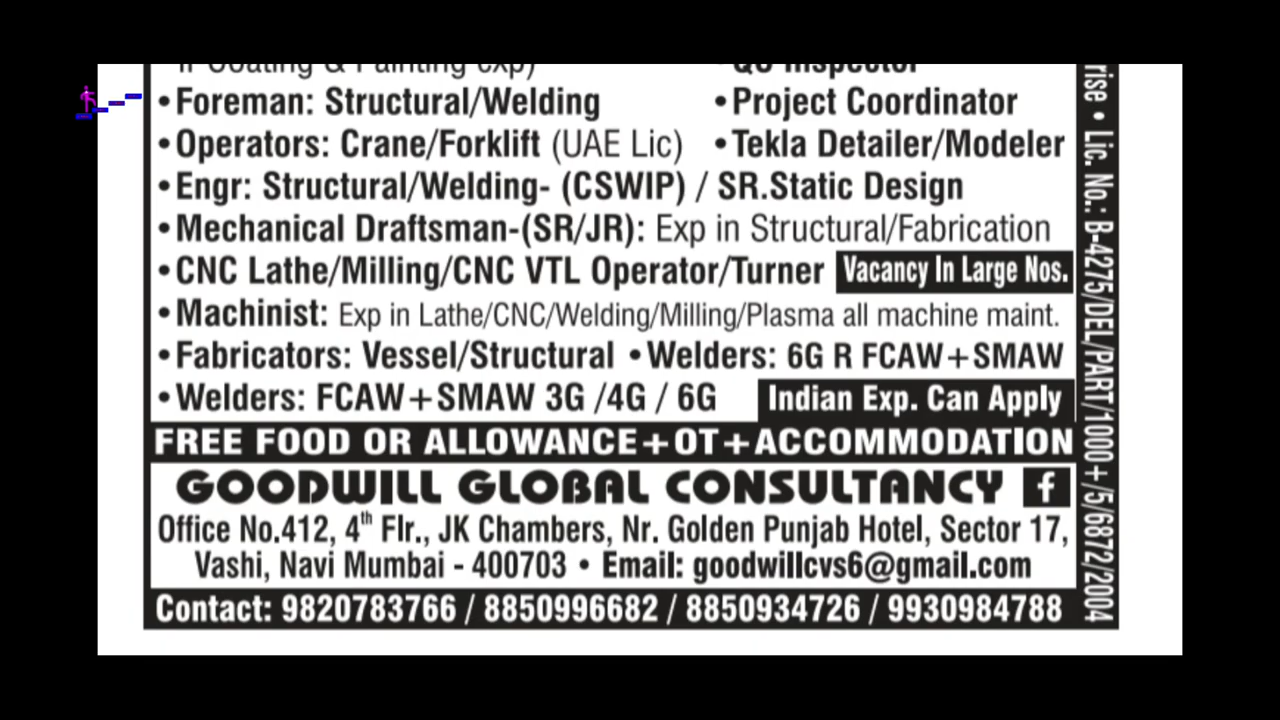 & Painting exp)
• QC Inspector
• Foreman: Structural/Welding • Project Coordinator
• Operators: Crane/Forklift (UAE Lic) • Tekla Detailer/Modeler
• Engr: Structural/Welding- (CSWIP) / SR.Static Design
• Mechanical Draftsman-(SR/JR): Exp in Structural/Fabrication
• CNC Lathe/Milling/CNC VTL Operator/Turner Vacancy In Large Nos.
• Machinist: Exp in Lathe/CNC/Welding/Milling/Plasma all machine maint.
• Fabricators: Vessel/Structural • Welders: 6G R FCAW+SMAW
• Welders: FCAW+SMAW 3G /4G / 6G Indian Exp. Can Apply
FREE FOOD OR ALLOWANCE+OT+ACCOMMODATION
GOODWILL GLOBAL CONSULTANCY f
Office No.412, 4th Flr., JK Chambers, Nr. Golden Punjab Hotel, Sector 17,
Vashi, Navi Mumbai - 400703 • Email: goodwillcvs6@gmail.com
Contact: 9820783766 / 8850996682 / 8850934726 / 9930984788
• Lic. No.: B-4275/DEL/PART/1000+/5/6872/2004